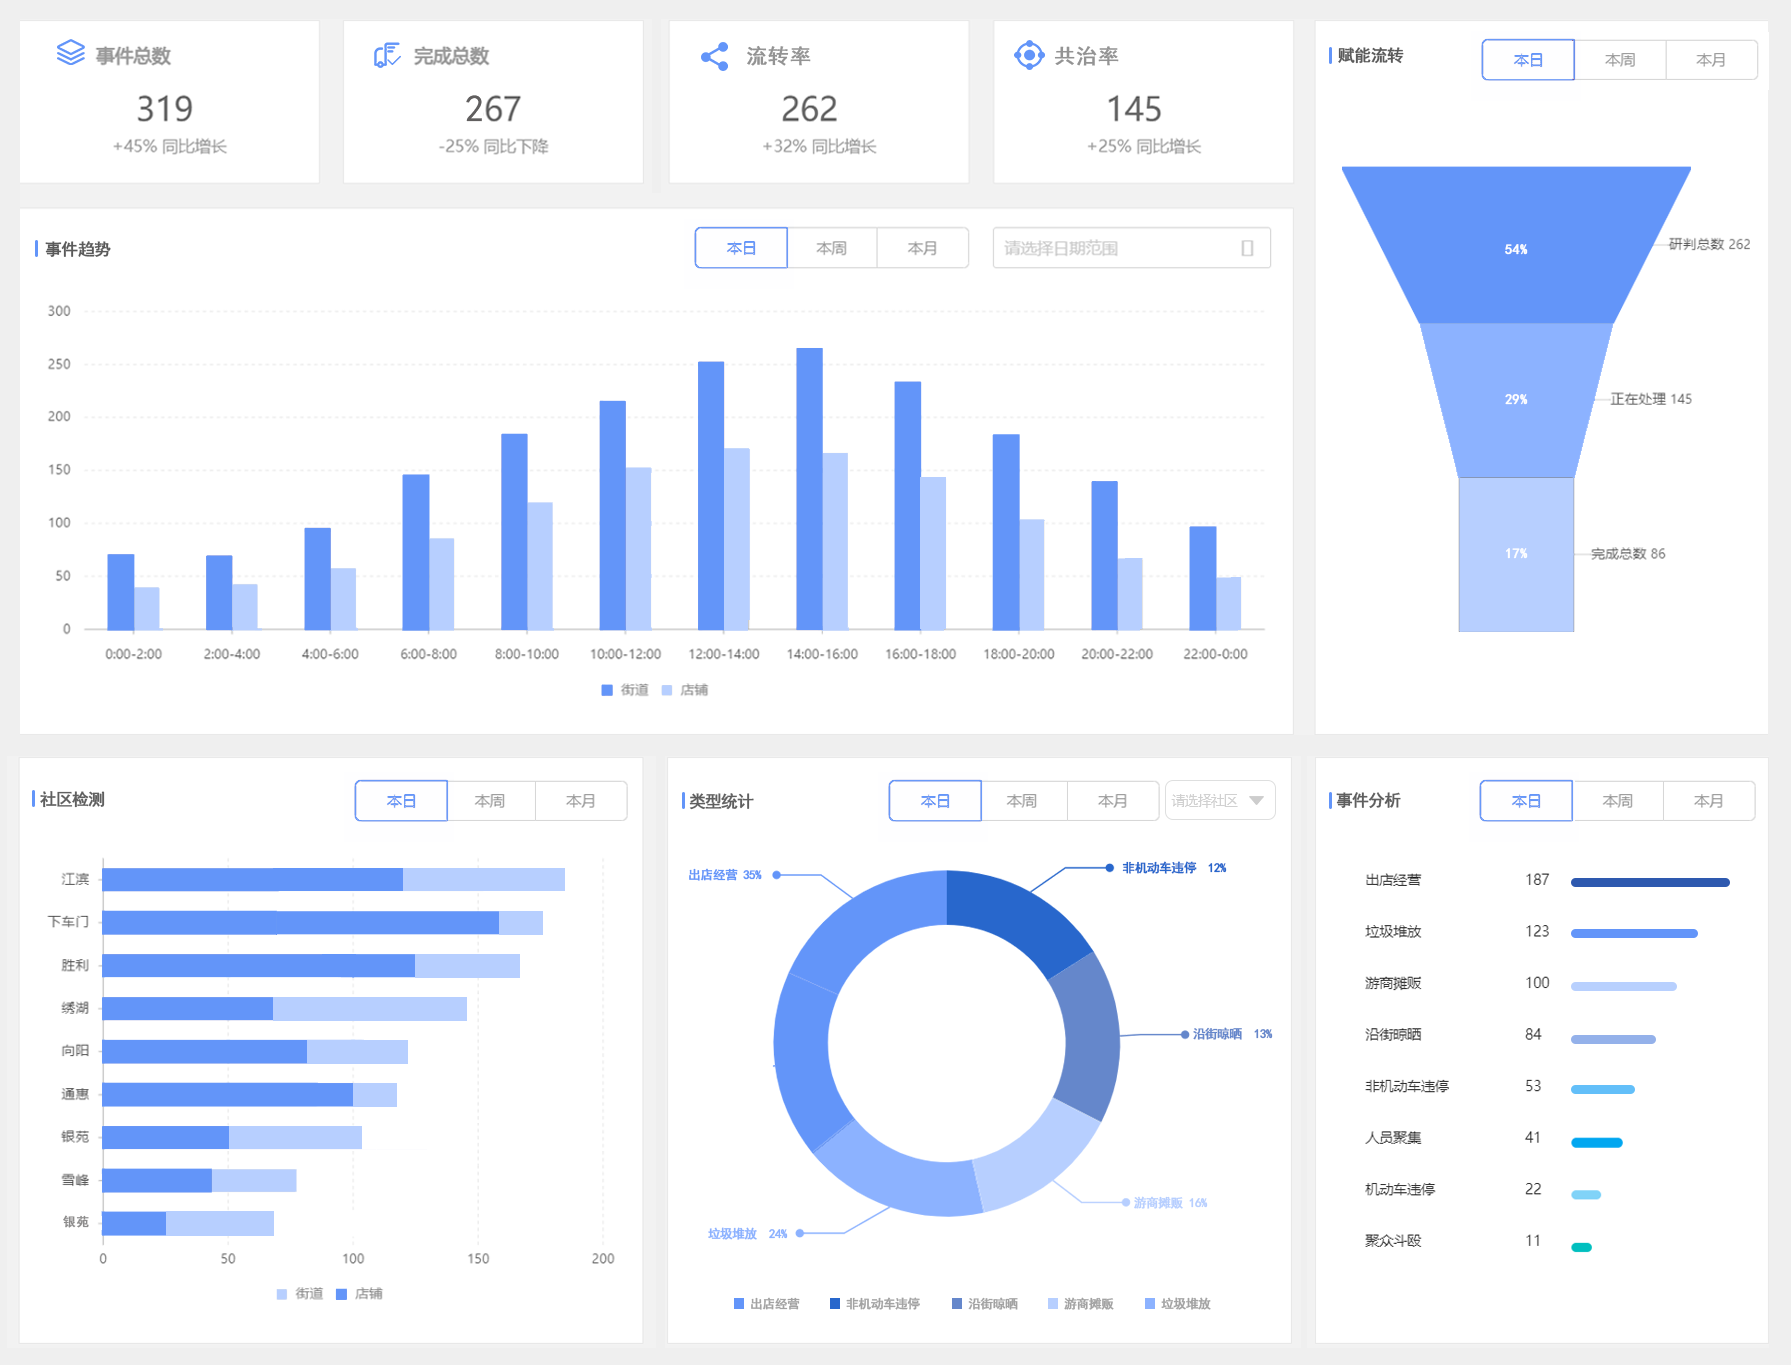 事件总数
319
+45% 同比增长
完成总数
267
-25% 同比下降
流转率
262
+32% 同比增长
共治率
145
+25% 同比增长
赋能流转
本日 本周 本月
54%
研判总数 262
29%
正在处理 145
17%
完成总数 86
事件趋势
本日 本周 本月
请选择日期范围
300
250
200
150
100
50
0
0:00-2:00 2:00-4:00 4:00-6:00 6:00-8:00 8:00-10:00 10:00-12:00 12:00-14:00 14:00-16:00 16:00-18:00 18:00-20:00 20:00-22:00 22:00-0:00
街道 店铺
社区检测
本日 本周 本月
江滨
下车门
胜利
绣湖
向阳
通惠
银苑
雪峰
银苑
0 50 100 150 200
街道 店铺
类型统计
本日 本周 本月
请选择社区
出店经营 35%
非机动车违停 12%
沿街晾晒 13%
游商摊贩 16%
垃圾堆放 24%
出店经营 非机动车违停 沿街晾晒 游商摊贩 垃圾堆放
事件分析
本日 本周 本月
出店经营 187
垃圾堆放 123
游商摊贩 100
沿街晾晒 84
非机动车违停 53
人员聚集 41
机动车违停 22
聚众斗殴 11